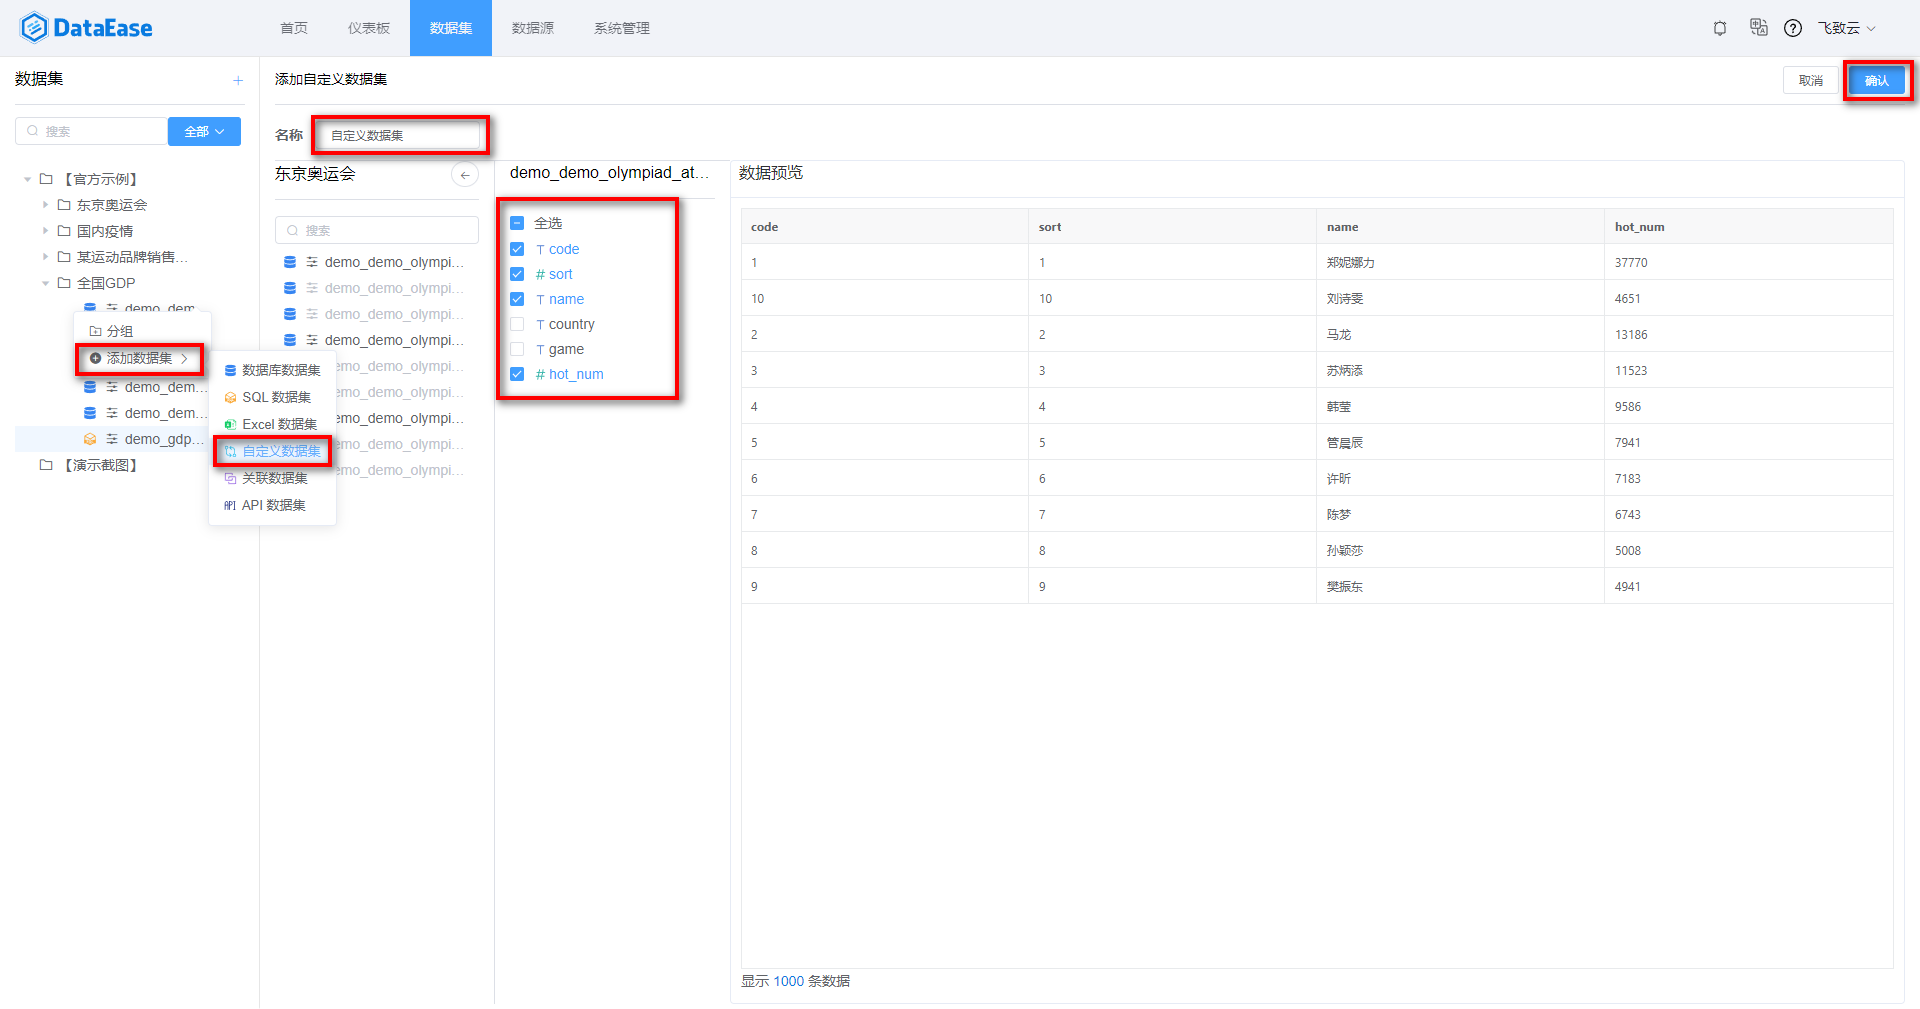 DataEase
首页
仪表板
数据集
数据源
系统管理
飞致云
数据集
搜索
全部
【官方示例】
东京奥运会
国内疫情
某运动品牌销售...
全国GDP
demo_dem
分组
添加数据集
demo_dem...
demo_dem...
demo_gdp...
【演示截图】
数据库数据集
SQL 数据集
Excel 数据集
自定义数据集
关联数据集
API 数据集
添加自定义数据集
取消
确认
名称
自定义数据集
东京奥运会
搜索
demo_demo_olympi...
demo_demo_olympi...
demo_demo_olympi...
demo_demo_olympi...
emo_demo_olympi...
emo_demo_olympi...
emo_demo_olympi...
emo_demo_olympi...
emo_demo_olympi...
demo_demo_olympiad_at...
全选
T code
# sort
T name
T country
T game
# hot_num
数据预览
code sort name hot_num
1 1 郑妮娜力 37770
10 10 刘诗雯 4651
2 2 马龙 13186
3 3 苏炳添 11523
4 4 韩莹 9586
5 5 管晨辰 7941
6 6 许昕 7183
7 7 陈梦 6743
8 8 孙颖莎 5008
9 9 樊振东 4941
显示 1000 条数据